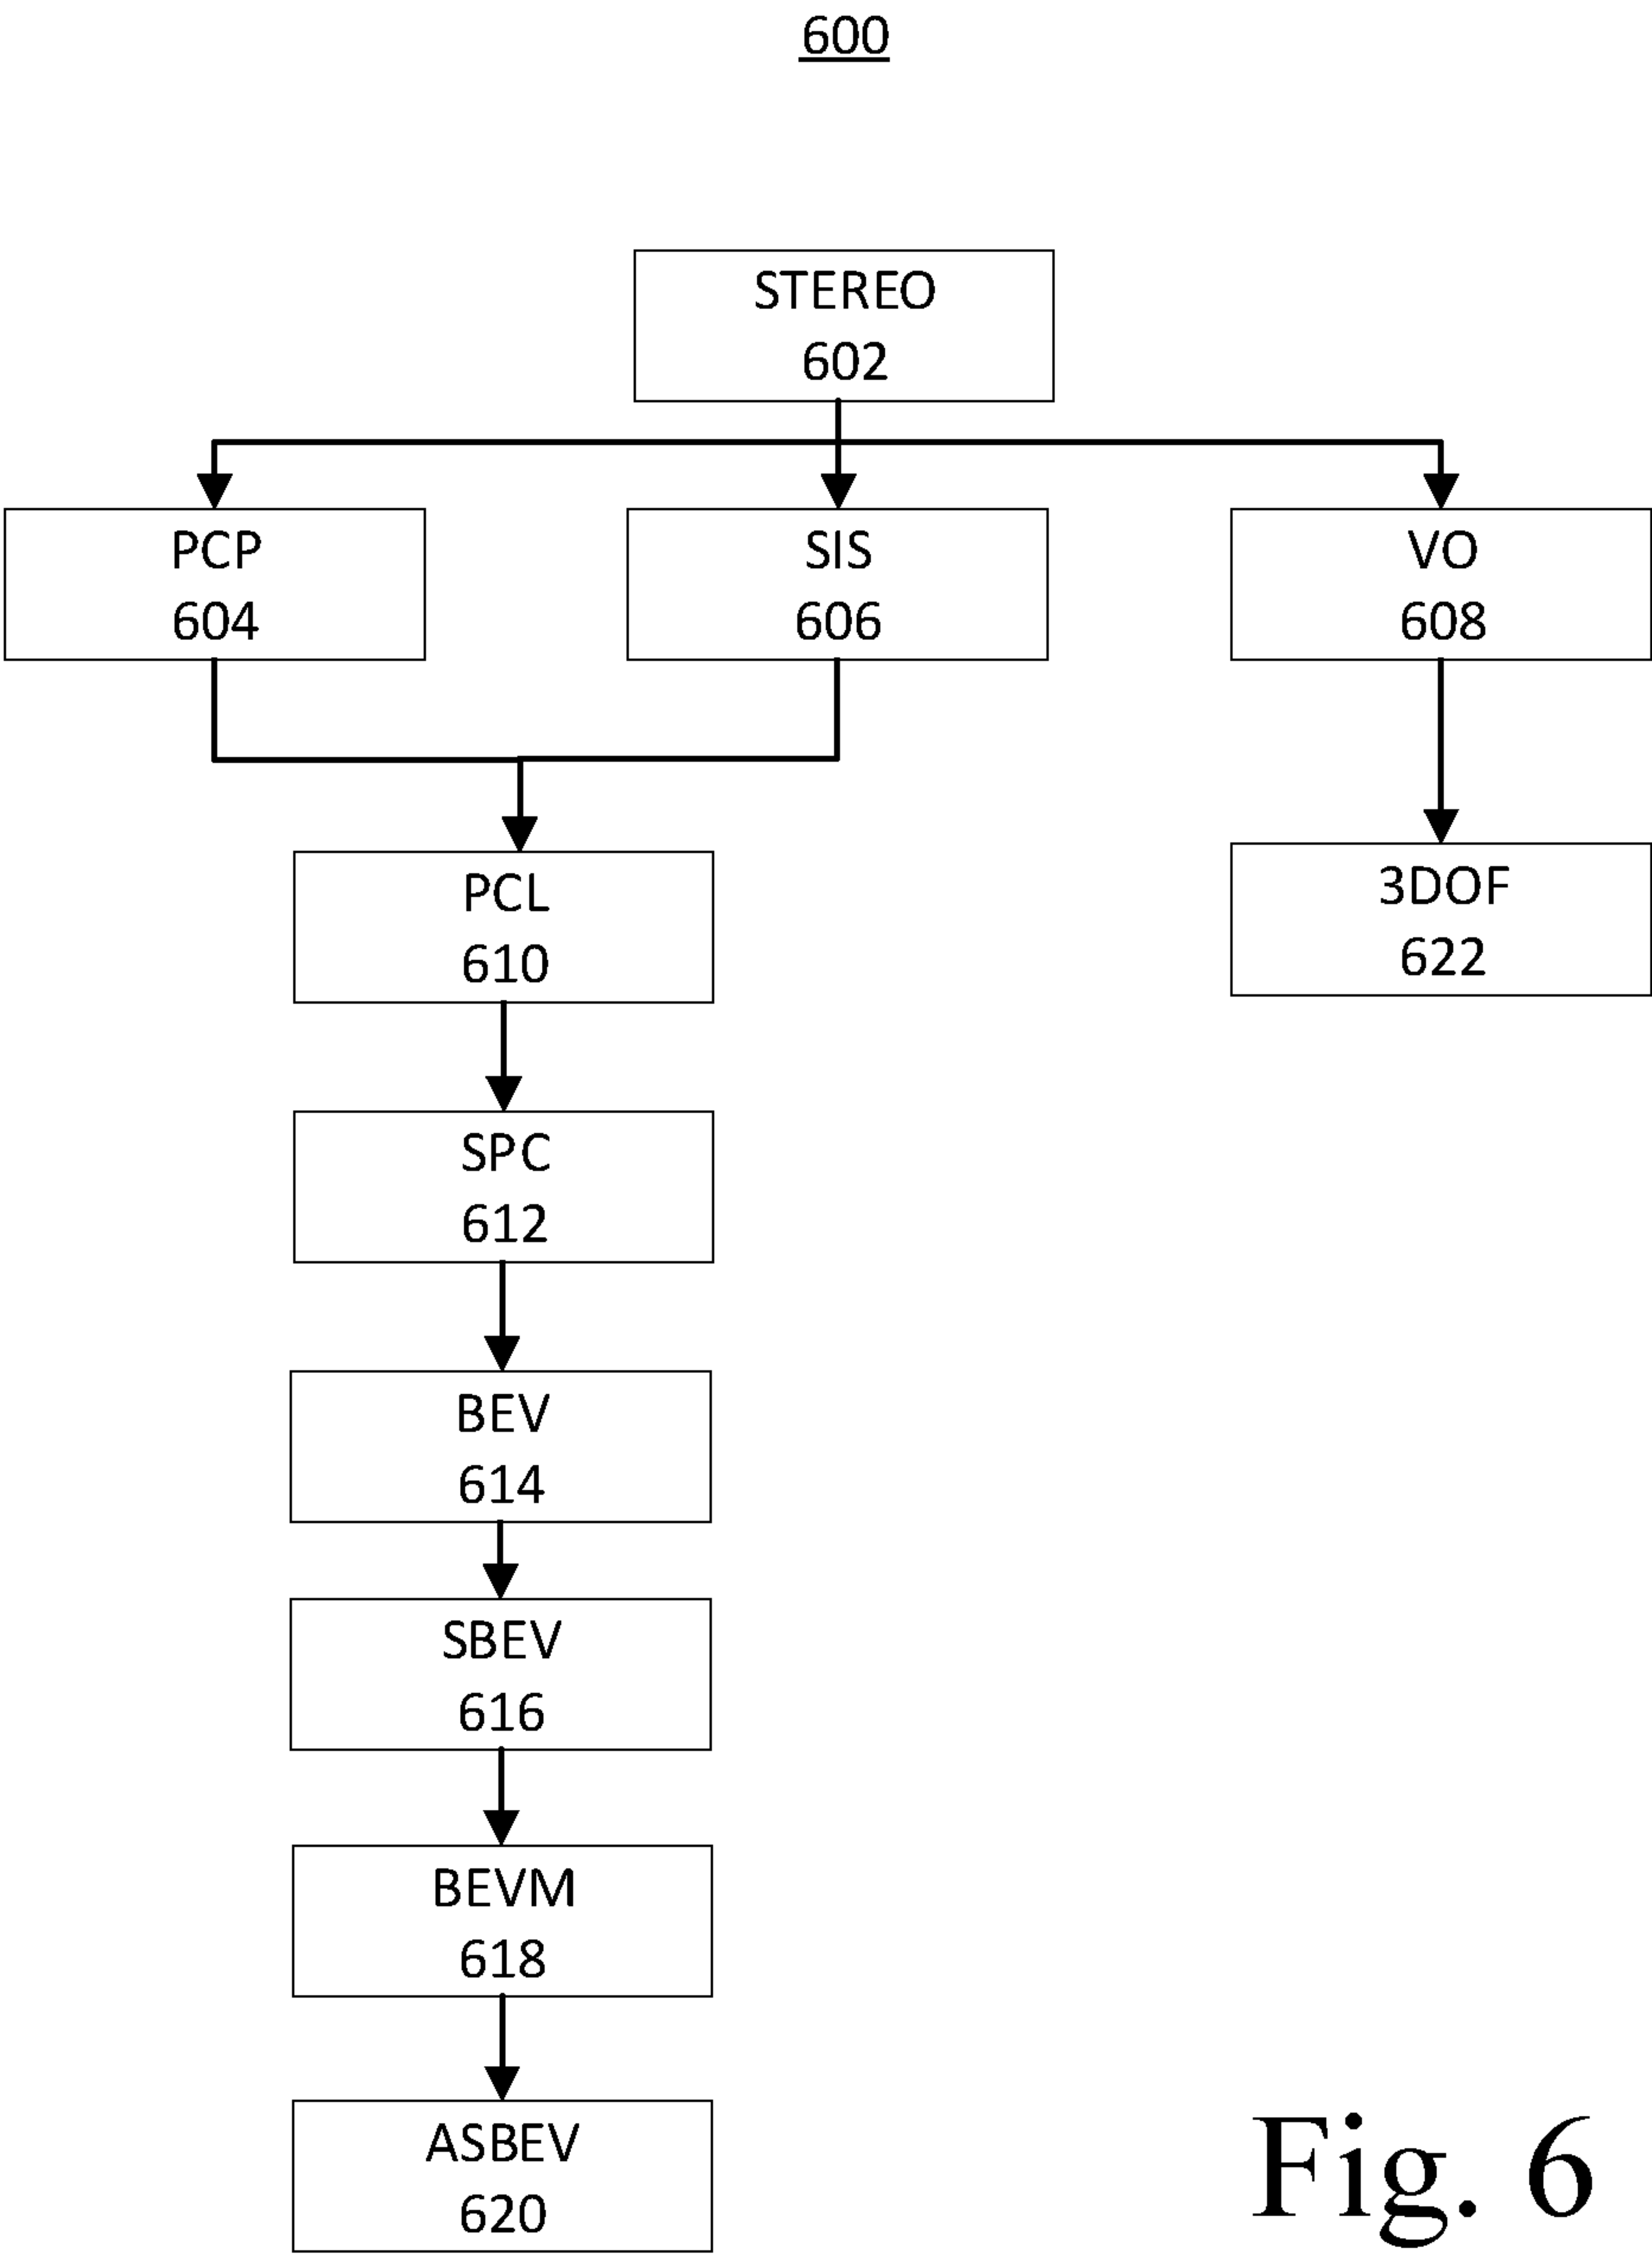 600
STEREO
602
PCP
604
SIS
606
VO
608
PCL
610
3DOF
622
SPC
612
BEV
614
SBEV
616
BEVM
618
ASBEV
620
Fig. 6